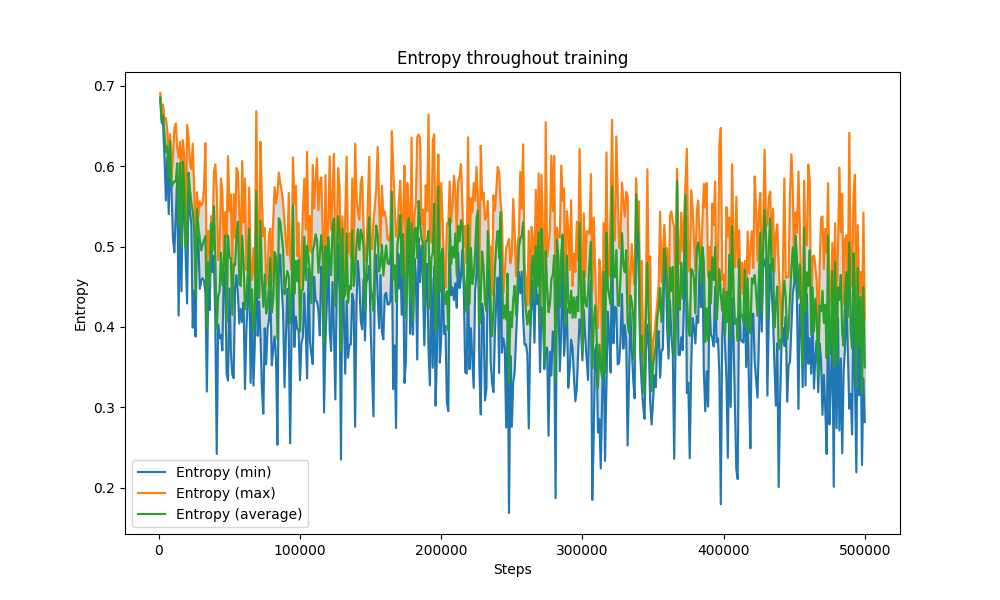 Entropy throughout training
Entropy
0.7
0.6
0.5
0.4
0.3
0.2
Entropy (min)
Entropy (max)
Entropy (average)
0
100000
200000
300000
400000
500000
Steps